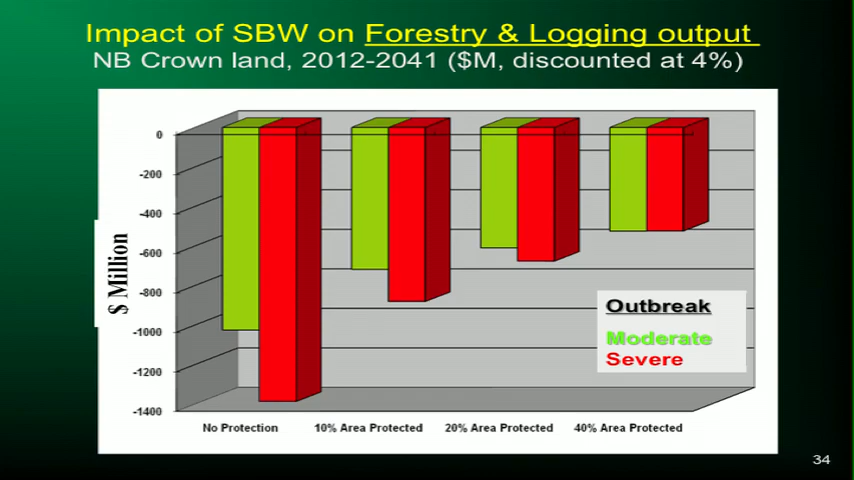 Impact of SBW on Forestry & Logging output
NB Crown land, 2012-2041 ($M, discounted at 4%)
$ Million
0
-200
-400
-600
-800
-1000
-1200
-1400
No Protection
10% Area Protected
20% Area Protected
40% Area Protected
Outbreak
Moderate
Severe
34